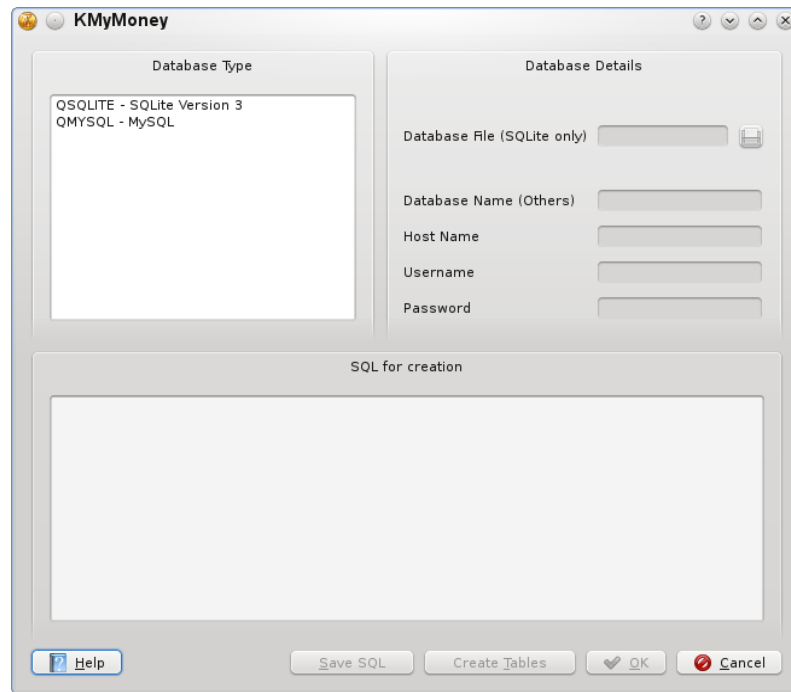 KMyMoney
Database Type
QSQLITE - SQLite Version 3
QMYSQL - MySQL
Database Details
Database File (SQLite only)
Database Name (Others)
Host Name
Username
Password
SQL for creation
Help
Save SQL
Create Tables
OK
Cancel